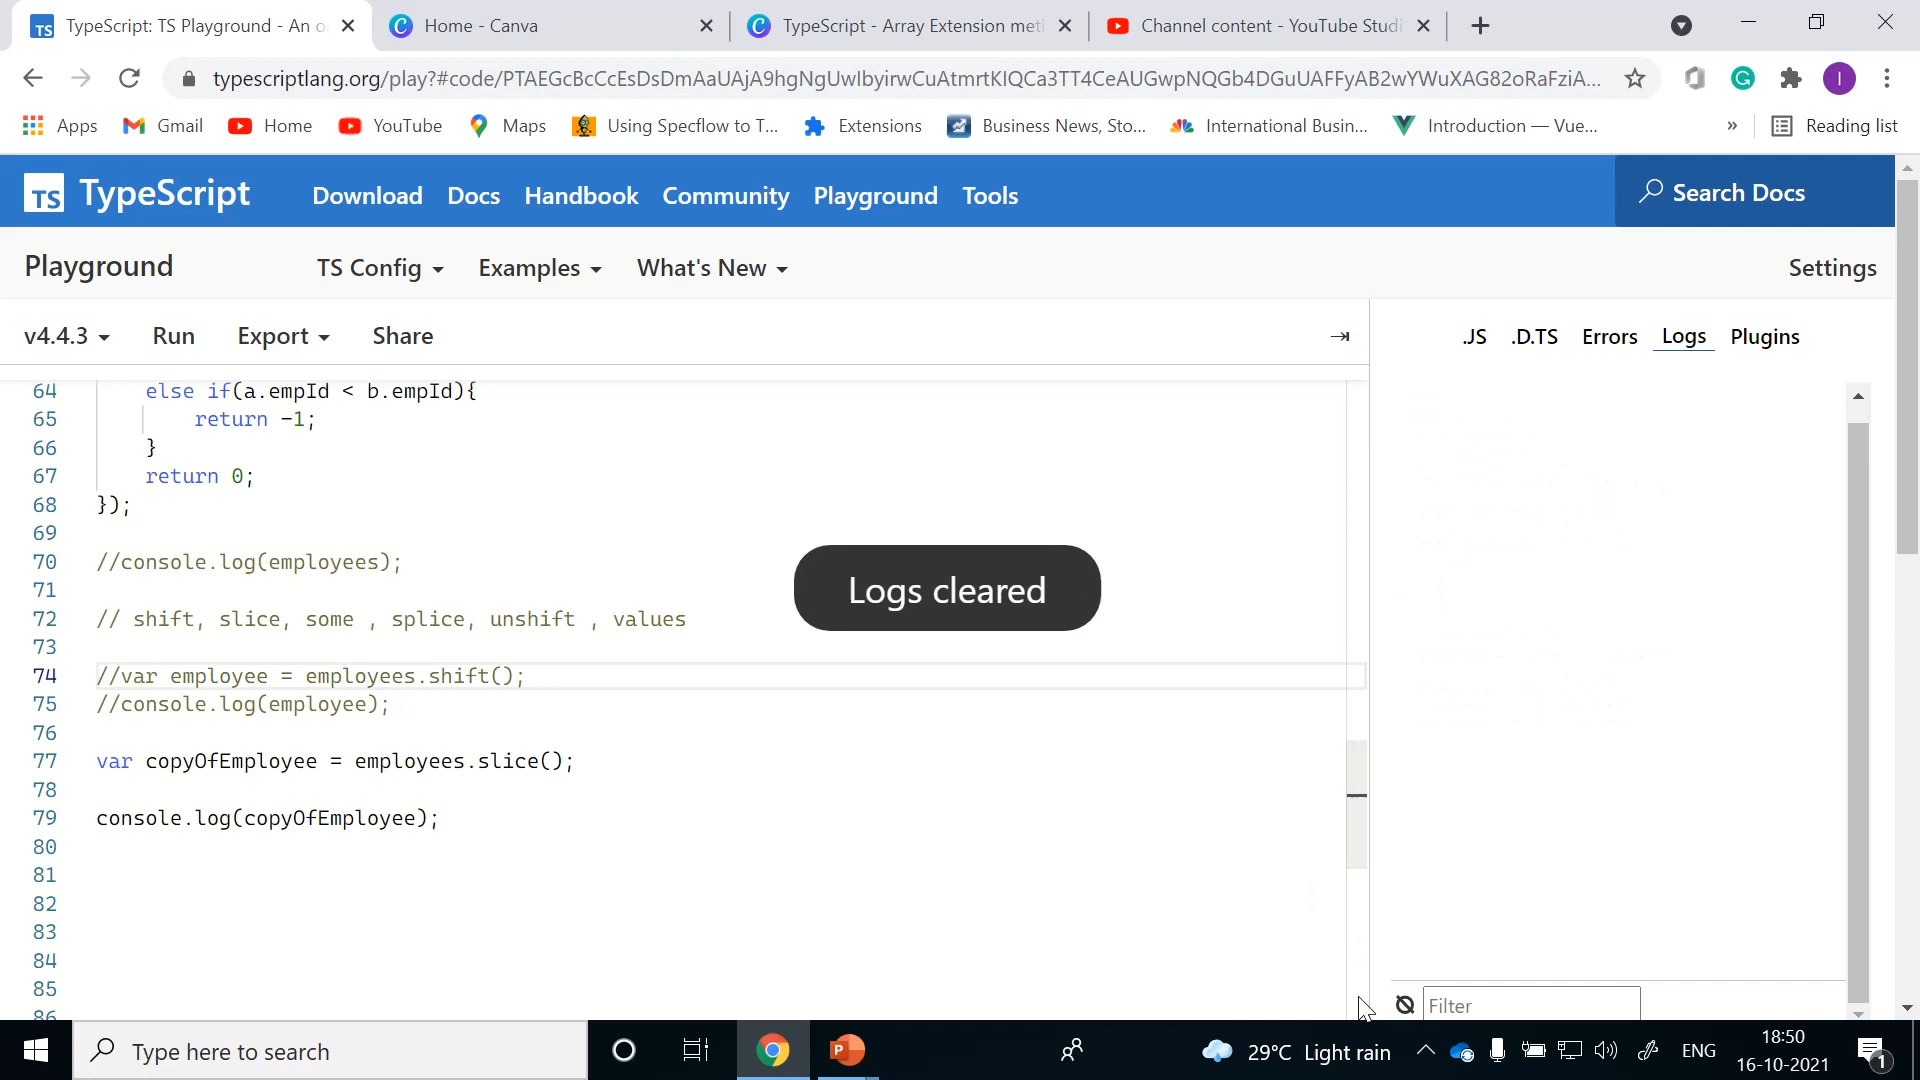 TS TypeScript: TS Playground - An o
Home - Canva
TypeScript - Array Extension met
Channel content - YouTube Studi
typescriptlang.org/play?#code/PTAEGcBcCcEsDsDmAaUAjA9hgNgUwIbyirwCuAtmrtKIQCa3TT4CeAUGwpNQGb4DGuUAFFyAB2wYWuXAG82oRaFziA...
Apps
Gmail
Home
YouTube
Maps
Using Specflow to T...
Extensions
Business News, Sto...
International Busin...
Introduction — Vue...
»
Reading list
TS TypeScript
Download
Docs
Handbook
Community
Playground
Tools
Search Docs
Playground
TS Config
Examples
What's New
Settings
v4.4.3
Run
Export
Share
.JS
.D.TS
Errors
Logs
Plugins
64 else if(a.empId < b.empId){
65 return -1;
66 }
67 return 0;
68 });
69
70 //console.log(employees);
71
72 // shift, slice, some , splice, unshift , values
73
74 //var employee = employees.shift();
75 //console.log(employee);
76
77 var copyOfEmployee = employees.slice();
78
79 console.log(copyOfEmployee);
80
81
82
83
84
85
86
Logs cleared
Filter
Type here to search
29°C Light rain
ENG
18:50
16-10-2021
1